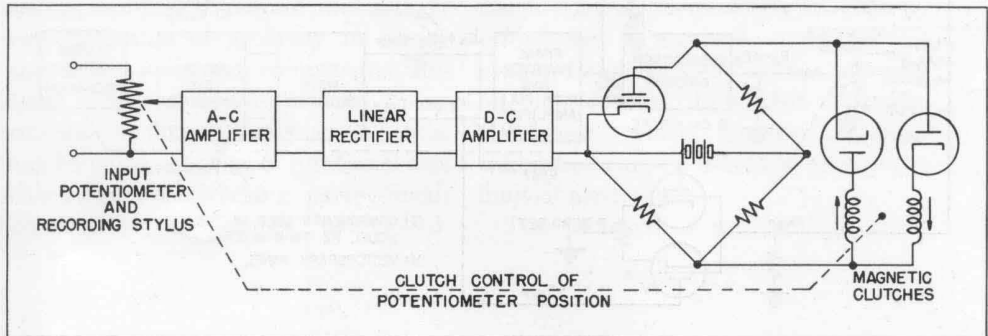 A-C
AMPLIFIER
LINEAR
RECTIFIER
D-C
AMPLIFIER
INPUT
POTENTIOMETER
AND
RECORDING STYLUS
CLUTCH CONTROL OF
POTENTIOMETER POSITION
MAGNETIC
CLUTCHES